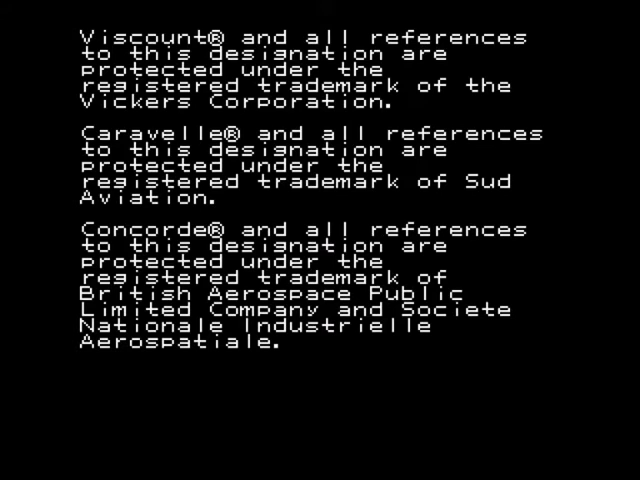 Viscount® and all references
to this designation are
protected under the
registered trademark of the
Vickers Corporation.
Caravelle® and all references
to this designation are
protected under the
registered trademark of Sud
Aviation.
Concorde® and all references
to this designation are
protected under the
registered trademark of
British Aerospace Public
Limited Company and Societe
Nationale Industrielle
Aerospatiale.